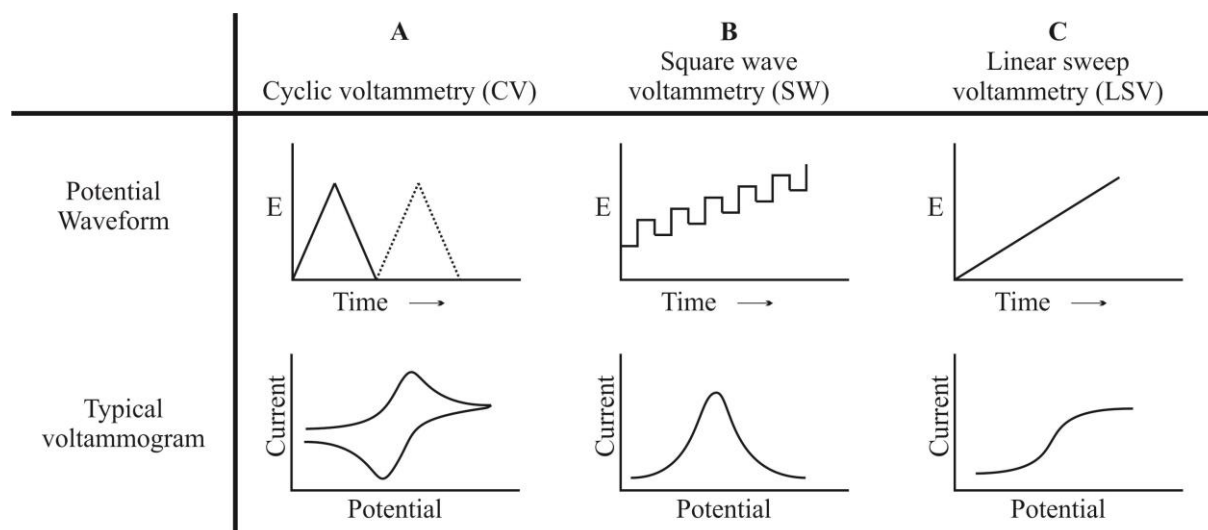 A
Cyclic voltammetry (CV)
B
Square wave
voltammetry (SW)
C
Linear sweep
voltammetry (LSV)
Potential
Waveform
E
Time
E
Time
E
Time
Typical
voltammogram
Current
Potential
Current
Potential
Current
Potential